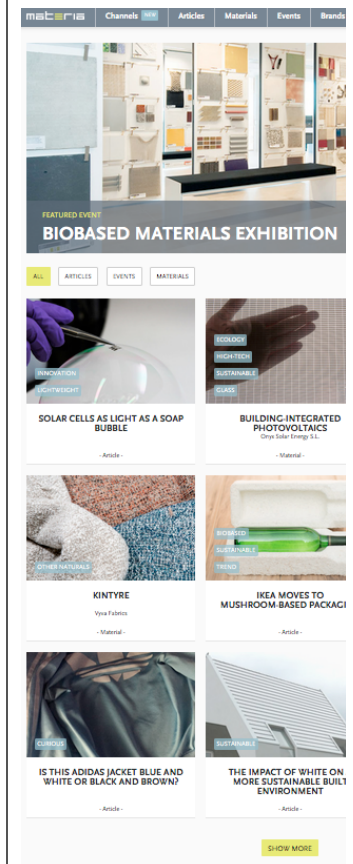 materia
Channels NEW Articles Materials Events Brands
FEATURED EVENT
BIOBASED MATERIALS EXHIBITION
ALL ARTICLES EVENTS MATERIALS
INNOVATION
LIGHTWEIGHT
SOLAR CELLS AS LIGHT AS A SOAP
BUBBLE
- Article -
ECOLOGY
HIGH-TECH
SUSTAINABLE
GLASS
BUILDING-INTEGRATED
PHOTOVOLTAICS
Onyx Solar Energy S.L.
- Material -
OTHER NATURALS
KINTYRE
Vyva Fabrics
- Material -
BIOBASED
SUSTAINABLE
TREND
IKEA MOVES TO
MUSHROOM-BASED PACKAGI
- Article -
CURIOUS
IS THIS ADIDAS JACKET BLUE AND
WHITE OR BLACK AND BROWN?
- Article -
SUSTAINABLE
THE IMPACT OF WHITE ON
MORE SUSTAINABLE BUILT
ENVIRONMENT
- Article -
SHOW MORE